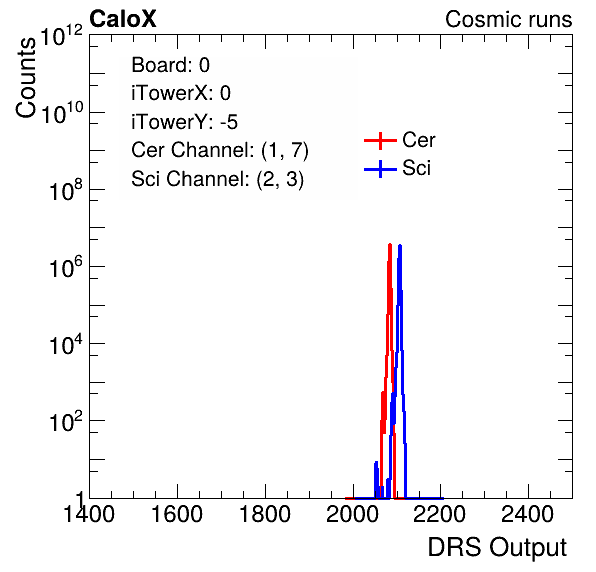 CaloX Cosmic runs
Counts
Board: 0
iTowerX: 0
iTowerY: -5
Cer Channel: (1, 7)
Sci Channel: (2, 3)
Cer
Sci
10^12
10^10
10^8
10^6
10^4
10^2
1
1400 1600 1800 2000 2200 2400
DRS Output